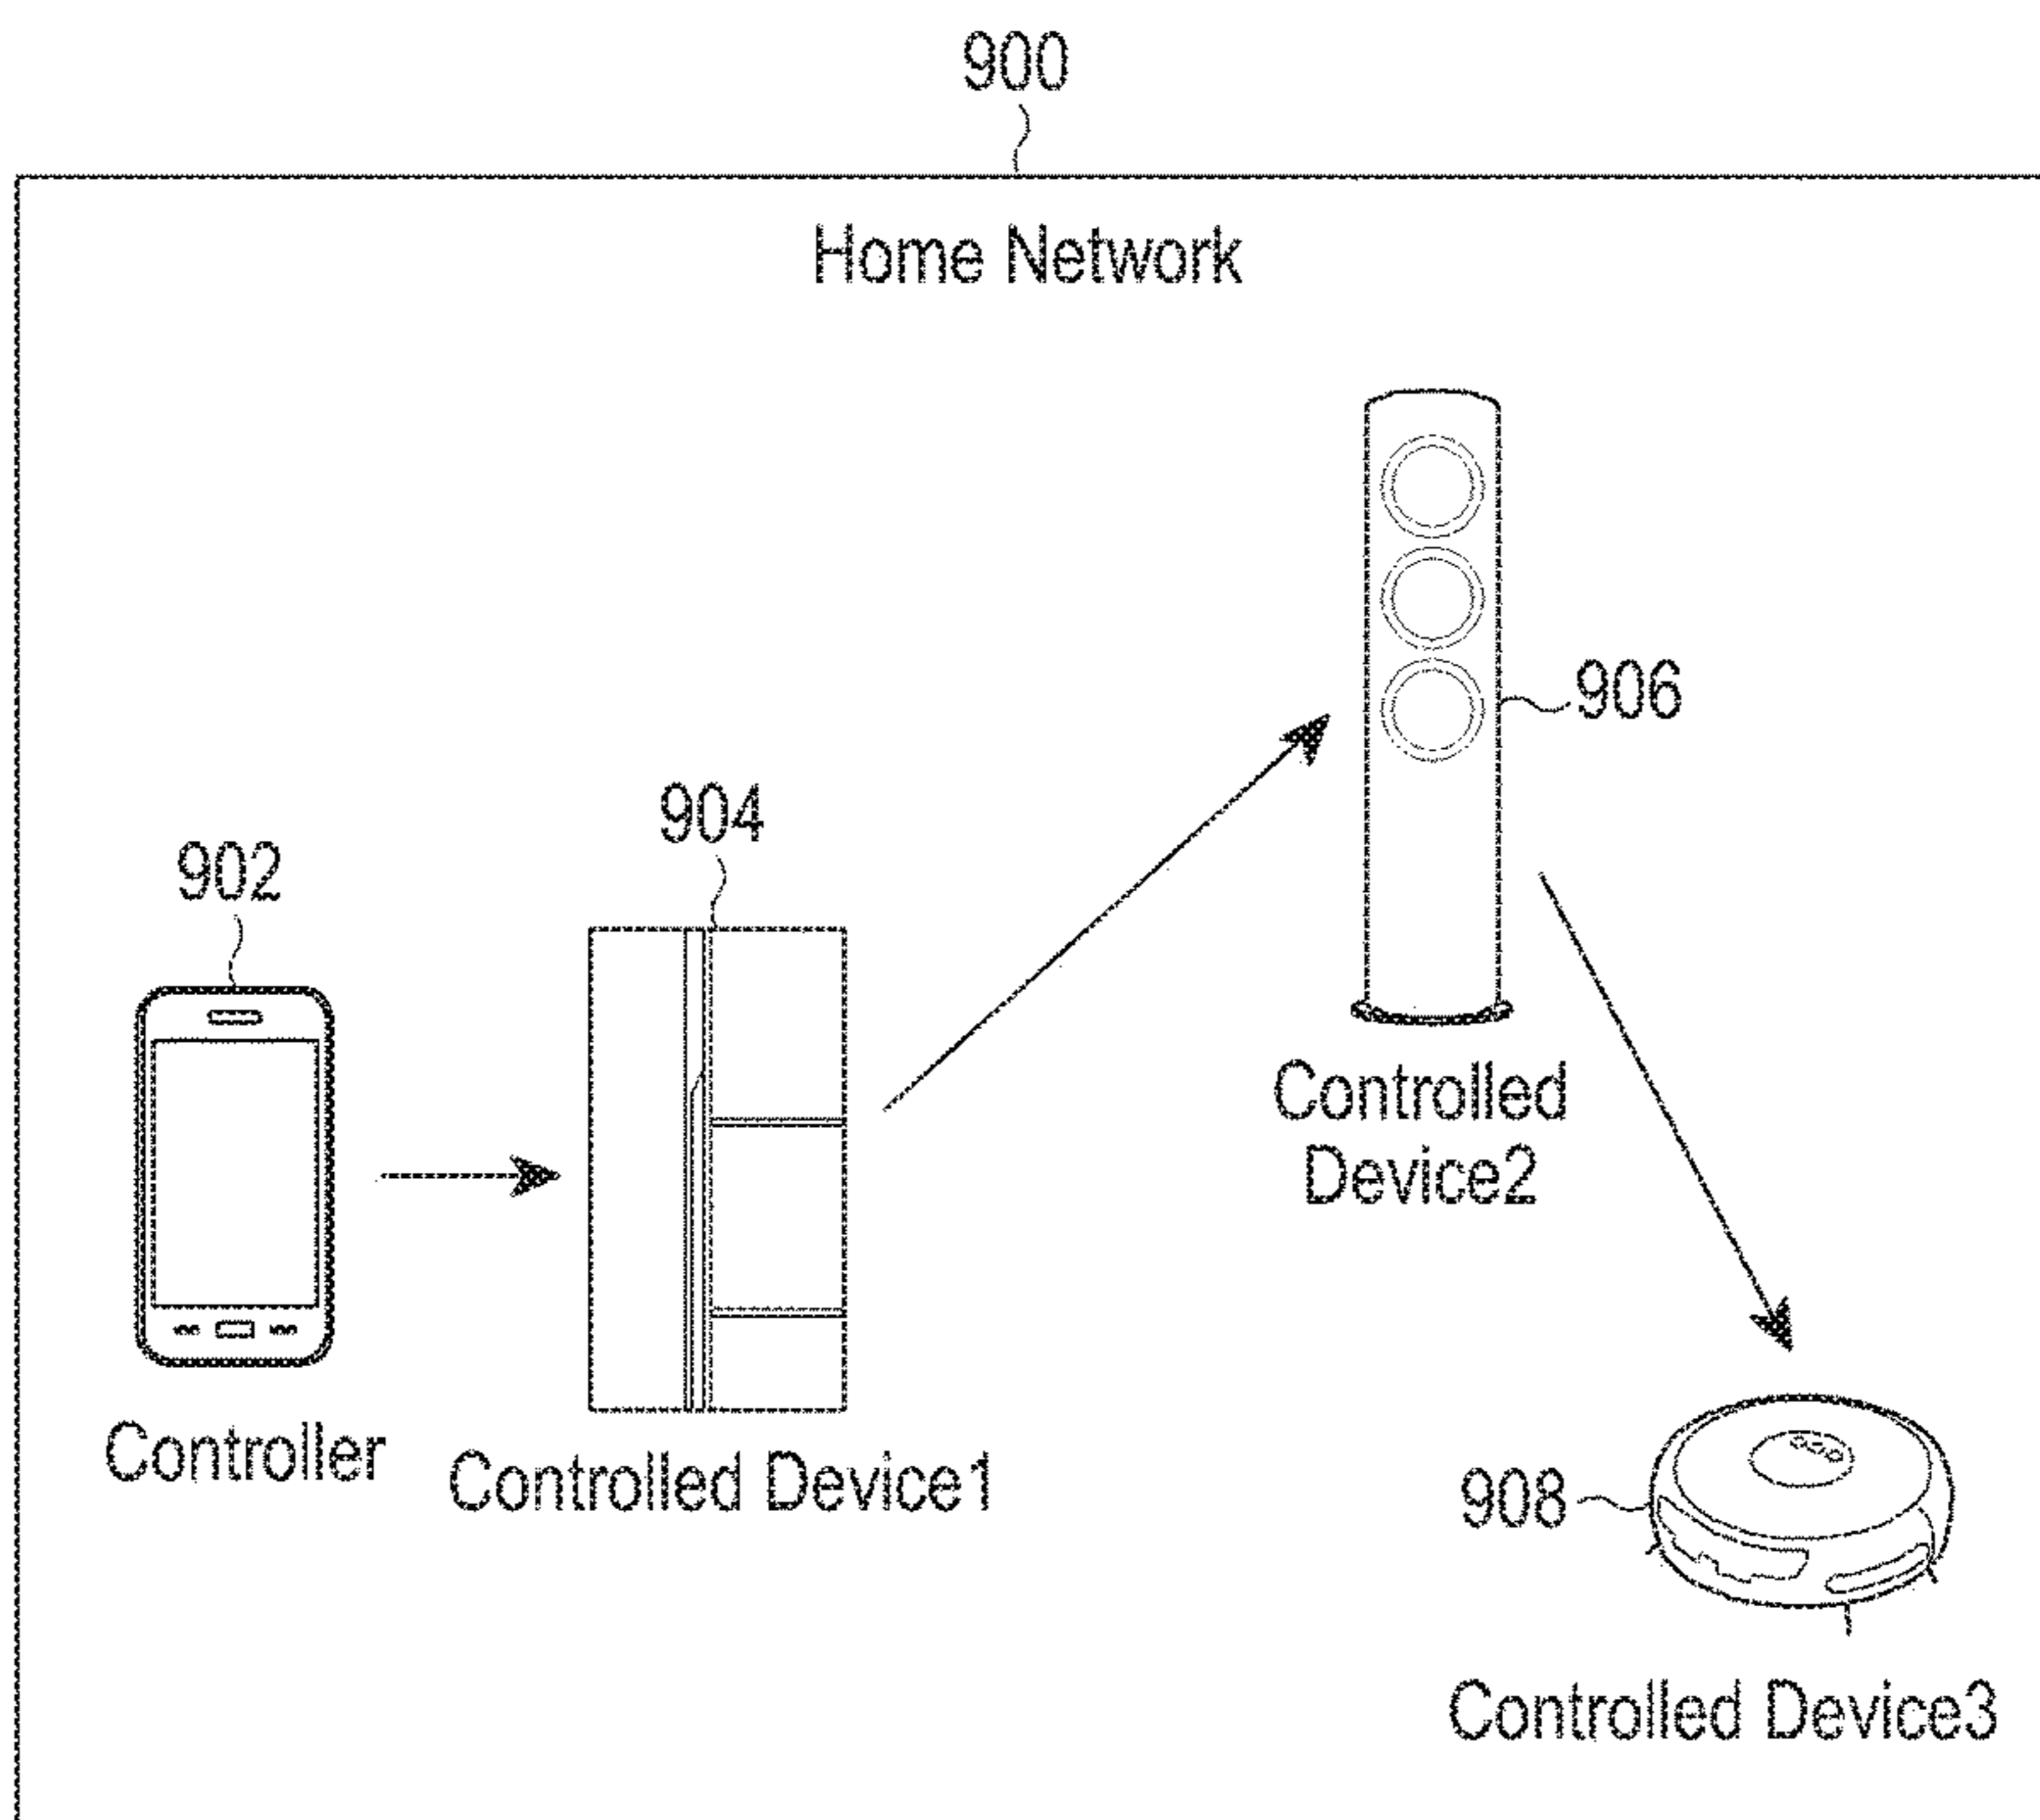 900
Home Network
906
904
902
Controlled
Device2
Controller
Controlled Device1
908
Controlled Device3